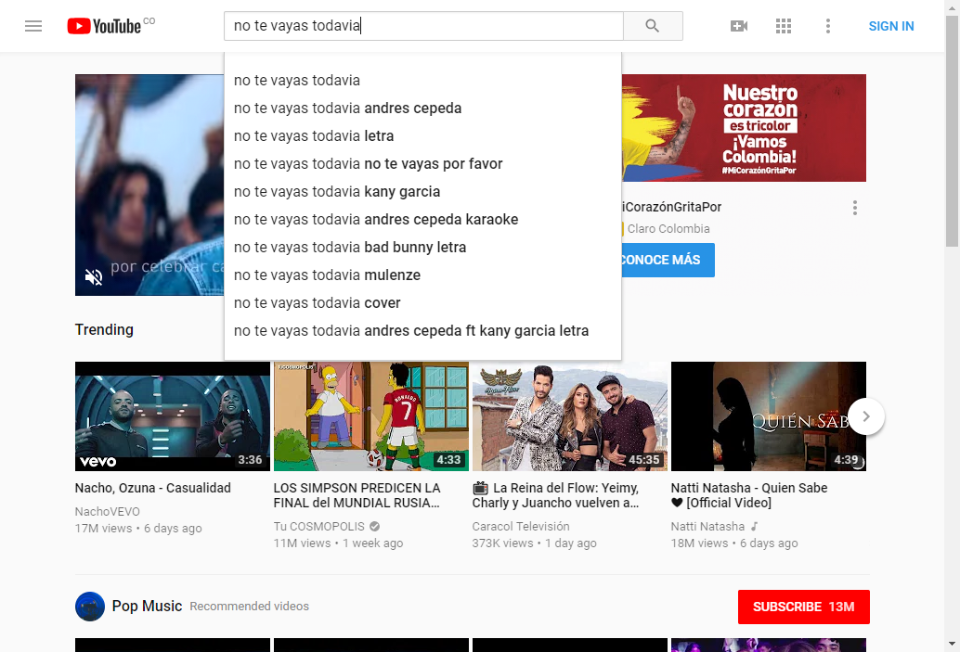 YouTube CO
no te vayas todavia
SIGN IN
no te vayas todavia
no te vayas todavia andres cepeda
no te vayas todavia letra
no te vayas todavia no te vayas por favor
no te vayas todavia kany garcia
no te vayas todavia andres cepeda karaoke
no te vayas todavia bad bunny letra
no te vayas todavia mulenze
no te vayas todavia cover
no te vayas todavia andres cepeda ft kany garcia letra
por celebrar
Nuestro
corazón
es tricolor
¡Vamos
Colombia!
#MiCorazónGritaPor
iCorazónGritaPor
Claro Colombia
CONOCE MÁS
Trending
vevo
3:36
COSMOPOLIS
RONALDO
7
4:33
45:35
QUIÉN SAB
4:39
Nacho, Ozuna - Casualidad
NachoVEVO
17M views • 6 days ago
LOS SIMPSON PREDICEN LA
FINAL del MUNDIAL RUSIA...
Tu COSMOPOLIS
11M views • 1 week ago
La Reina del Flow: Yeimy,
Charly y Juancho vuelven a...
Caracol Televisión
373K views • 1 day ago
Natti Natasha - Quien Sabe
[Official Video]
Natti Natasha
18M views • 6 days ago
Pop Music Recommended videos
SUBSCRIBE 13M